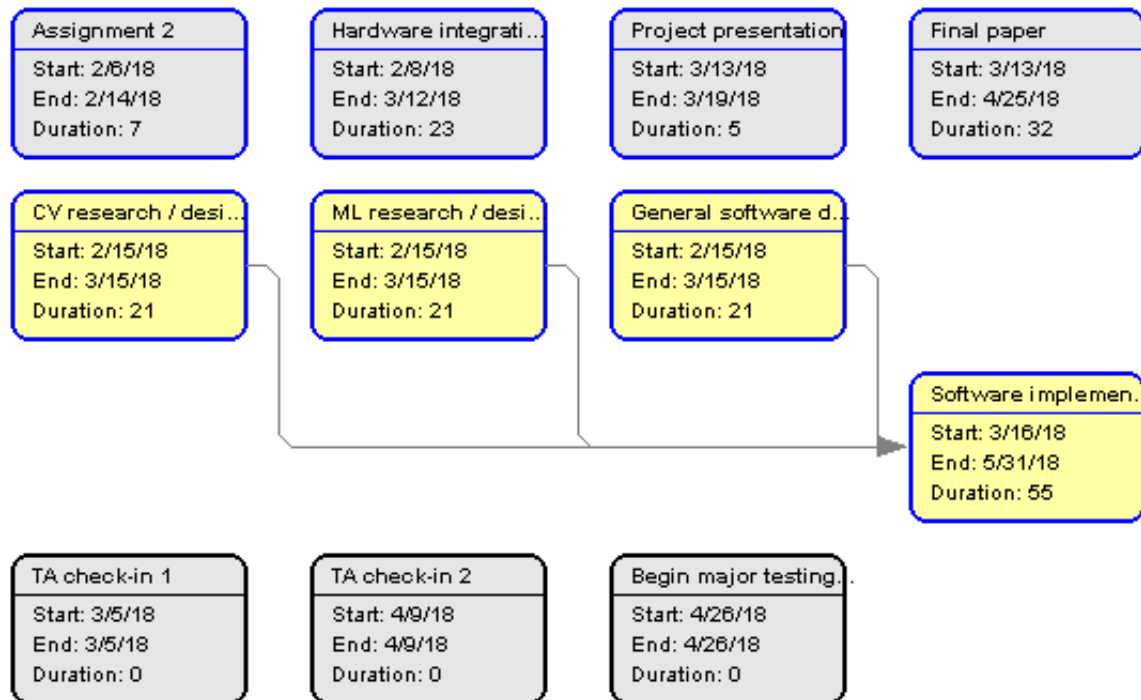 Assignment 2
Start: 2/6/18
End: 2/14/18
Duration: 7
Hardware integrati...
Start: 2/8/18
End: 3/12/18
Duration: 23
Project presentation
Start: 3/13/18
End: 3/19/18
Duration: 5
Final paper
Start: 3/13/18
End: 4/25/18
Duration: 32
CV research / desi...
Start: 2/15/18
End: 3/15/18
Duration: 21
ML research / desi...
Start: 2/15/18
End: 3/15/18
Duration: 21
General software d...
Start: 2/15/18
End: 3/15/18
Duration: 21
Software implemen...
Start: 3/16/18
End: 5/31/18
Duration: 55
TA check-in 1
Start: 3/5/18
End: 3/5/18
Duration: 0
TA check-in 2
Start: 4/9/18
End: 4/9/18
Duration: 0
Begin major testing...
Start: 4/26/18
End: 4/26/18
Duration: 0